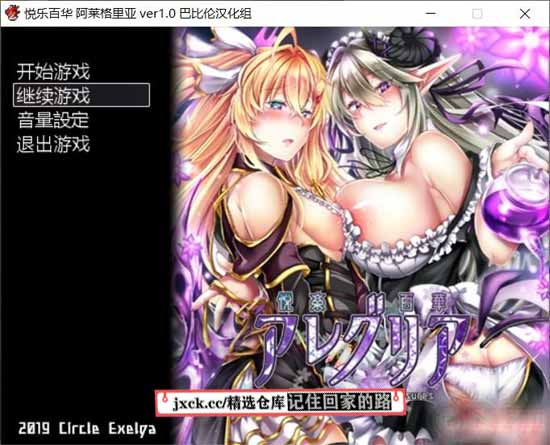 悦乐百华 阿莱格里亚 ver1.0 巴比伦汉化组
开始游戏
继续游戏
音量設定
退出游戏
悦楽 百華
アレグリア
jxck.cc/精选仓库 记住回家的路
2019 Circle Exelya